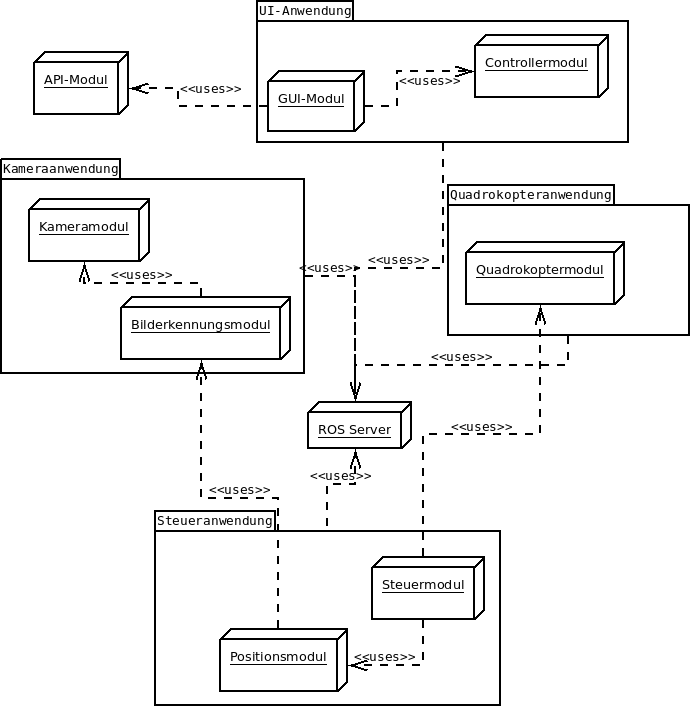 UI-Anwendung
Controllermodul
API-Modul
<<uses>>
<<uses>>
GUI-Modul
Kameraanwendung
Quadrokopteranwendung
Kameramodul
<<uses>>
<<uses>>
<<uses>>
Quadrokoptermodul
Bilderkennungsmodul
<<uses>>
ROS Server
<<uses>>
<<uses>>
<<uses>>
Steueranwendung
Steuermodul
Positionsmodul
<<uses>>